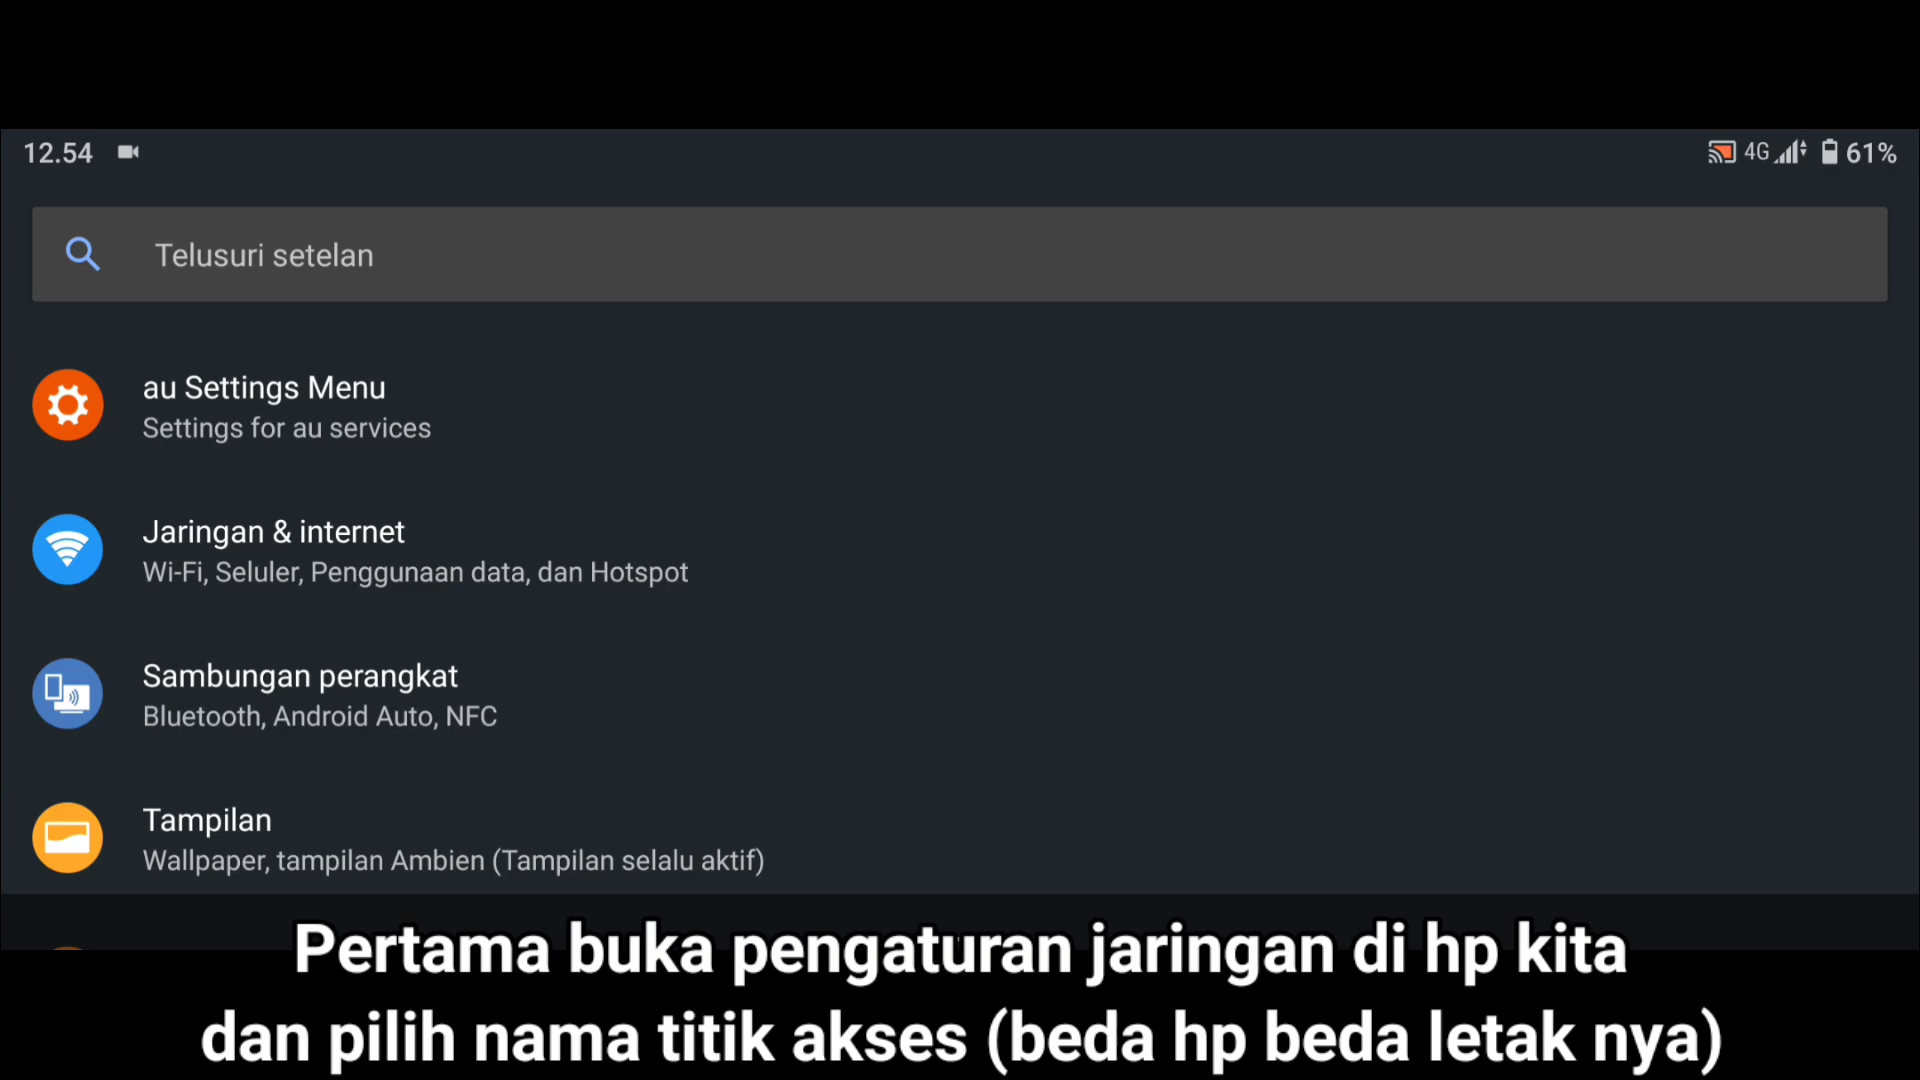 12.54
4G 61%
Telusuri setelan
au Settings Menu
Settings for au services
Jaringan & internet
Wi-Fi, Seluler, Penggunaan data, dan Hotspot
Sambungan perangkat
Bluetooth, Android Auto, NFC
Tampilan
Wallpaper, tampilan Ambien (Tampilan selalu aktif)
Pertama buka pengaturan jaringan di hp kita
dan pilih nama titik akses (beda hp beda letak nya)